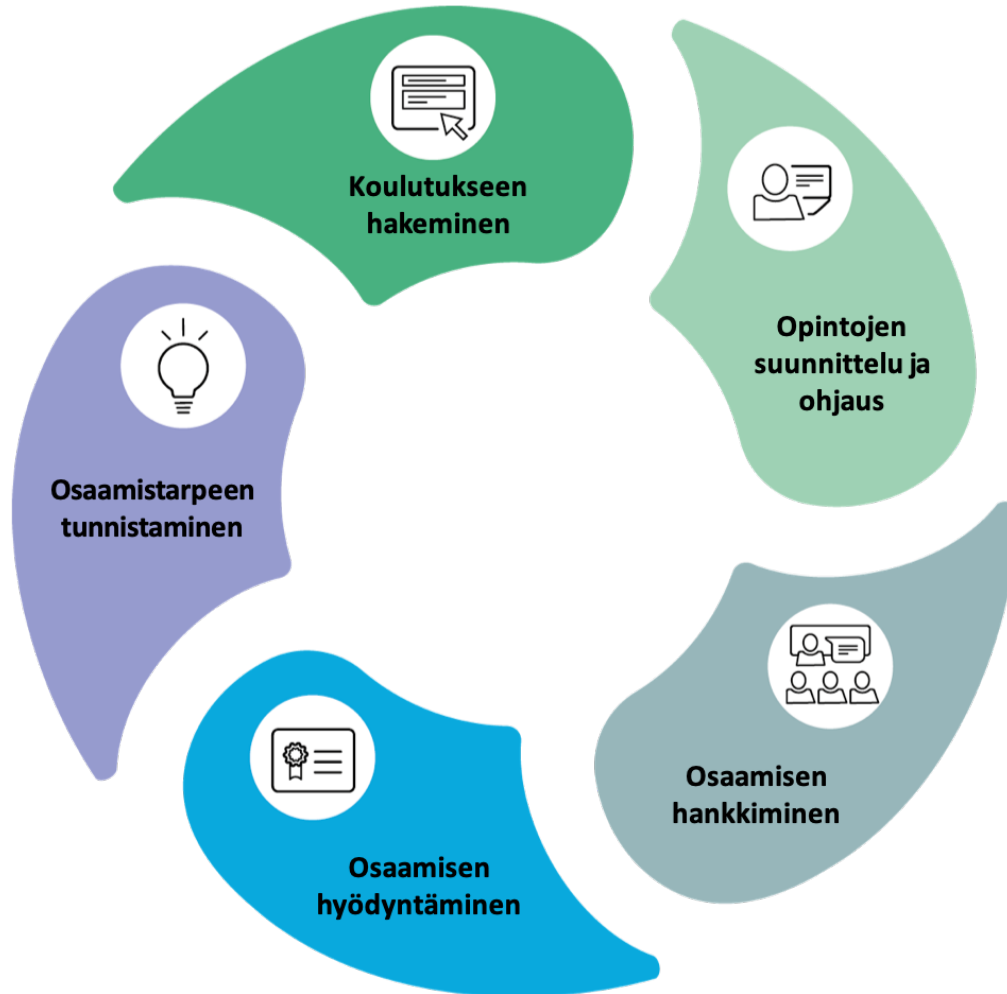 Koulutukseen
hakeminen
Opintojen
suunnittelu ja
ohjaus
Osaamistarpeen
tunnistaminen
Osaamisen
hankkiminen
Osaamisen
hyödyntäminen